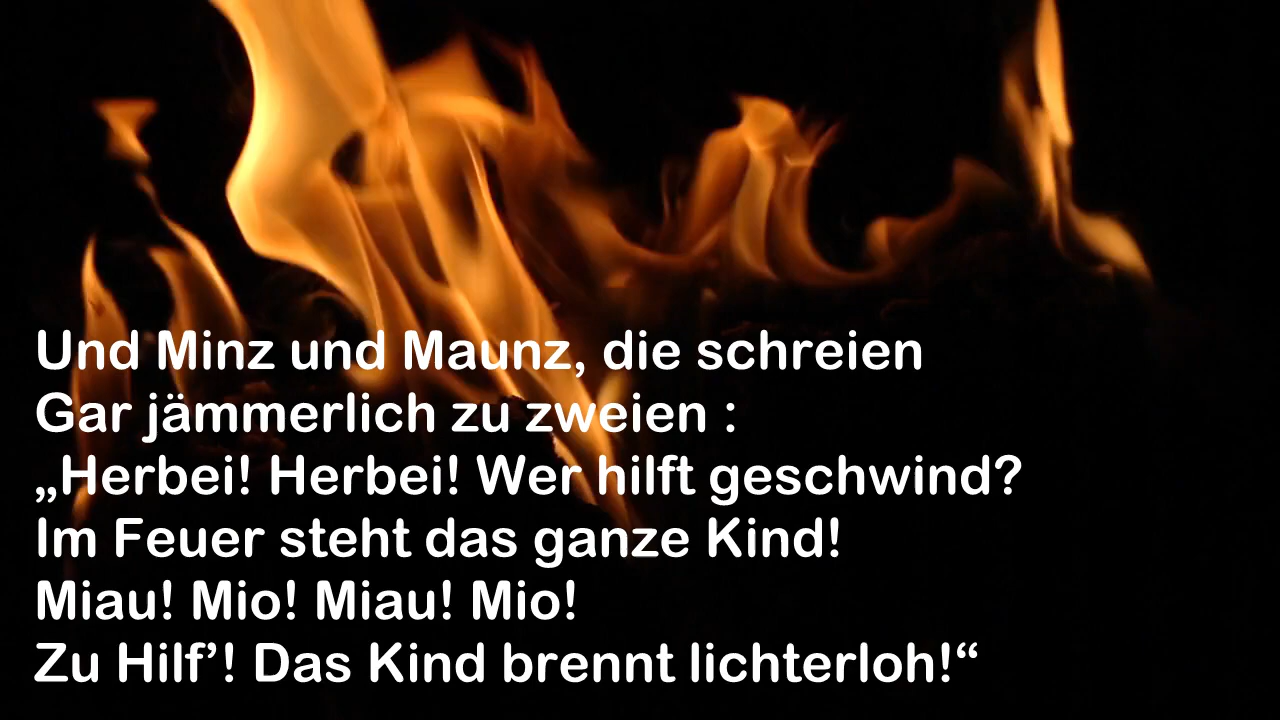 Und Minz und Maunz, die schreien
Gar jämmerlich zu zweien :
„Herbei! Herbei! Wer hilft geschwind?
Im Feuer steht das ganze Kind!
Miau! Mio! Miau! Mio!
Zu Hilf’! Das Kind brennt lichterloh!“